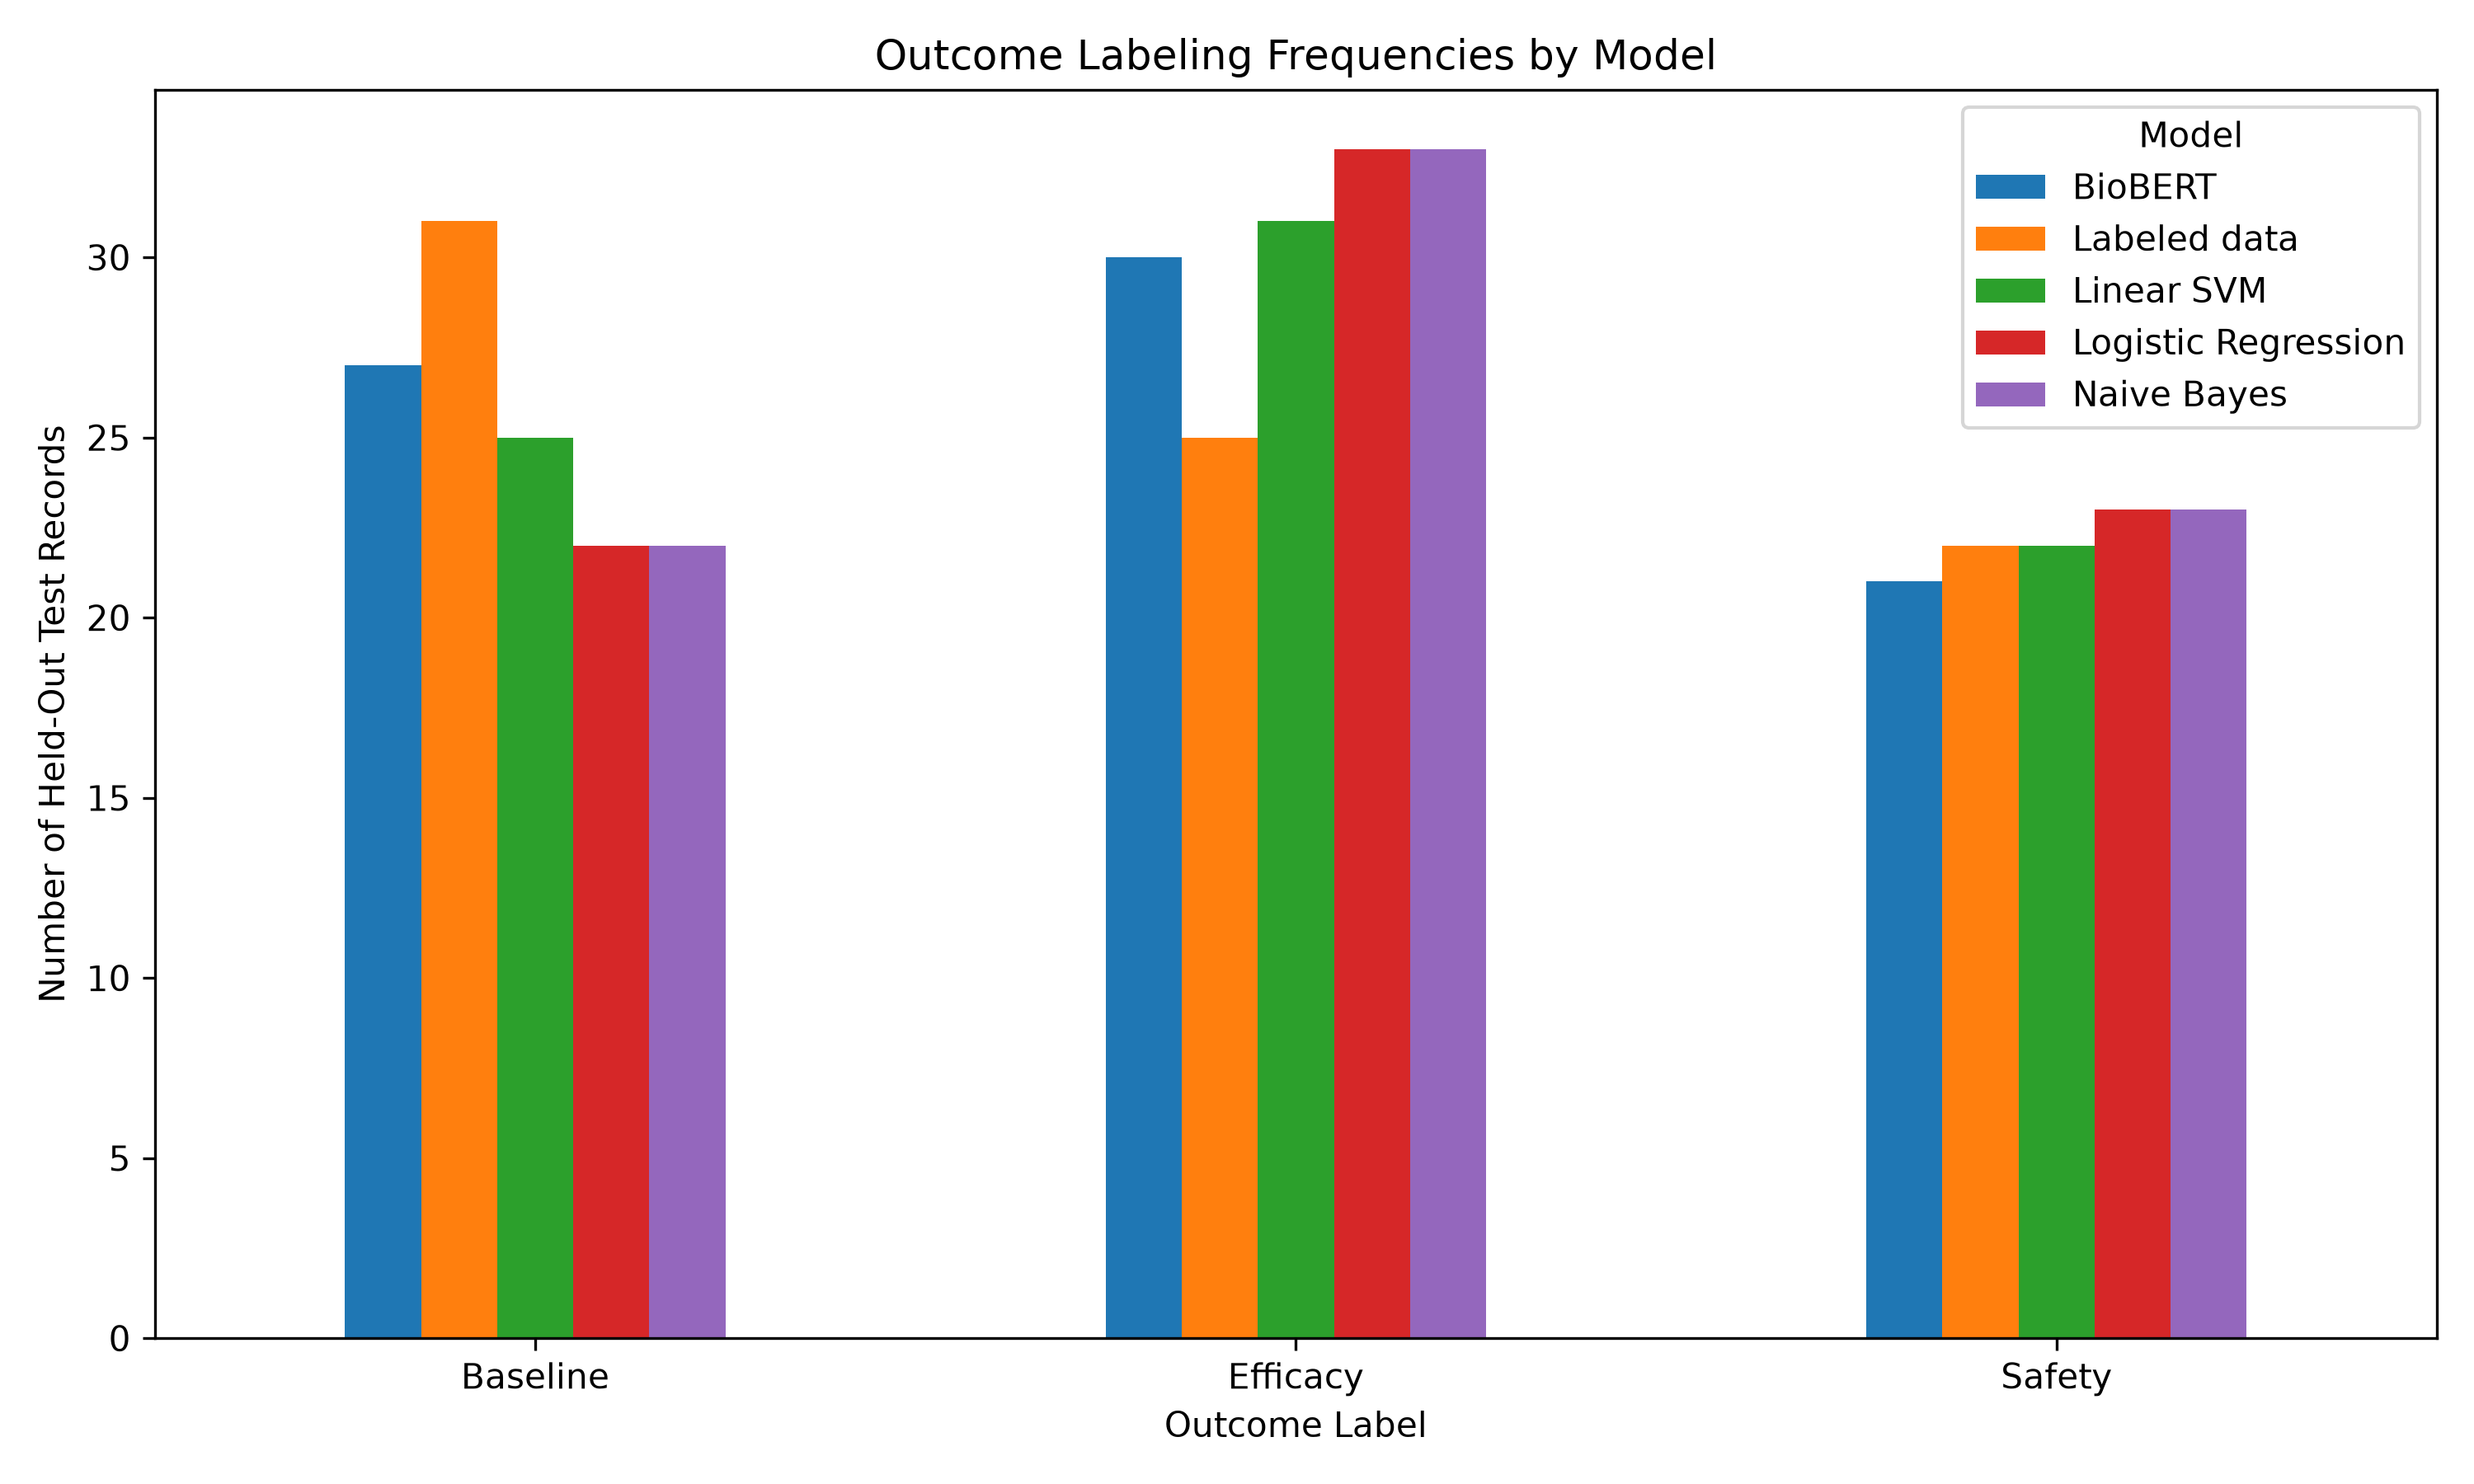 Outcome Labeling Frequencies by Model
Model
BioBERT
Labeled data
Linear SVM
Logistic Regression
Naive Bayes
Number of Held-Out Test Records
30
25
20
15
10
5
0
Baseline
Efficacy
Safety
Outcome Label